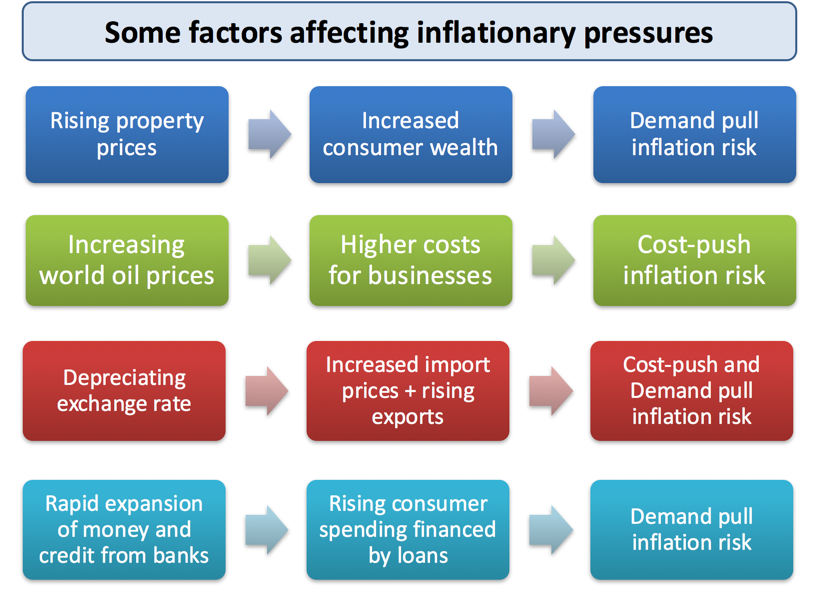 Some factors affecting inflationary pressures
Rising property
prices
Increased
consumer wealth
Demand pull
inflation risk
Increasing
world oil prices
Higher costs
for businesses
Cost-push
inflation risk
Depreciating
exchange rate
Increased import
prices + rising
exports
Cost-push and
Demand pull
inflation risk
Rapid expansion
of money and
credit from banks
Rising consumer
spending financed
by loans
Demand pull
inflation risk